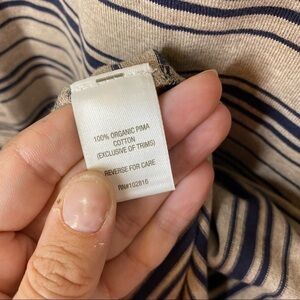 100% ORGANIC PIMA
COTTON
(EXCLUSIVE OF TRIMS)
REVERSE FOR CARE
RN#102816